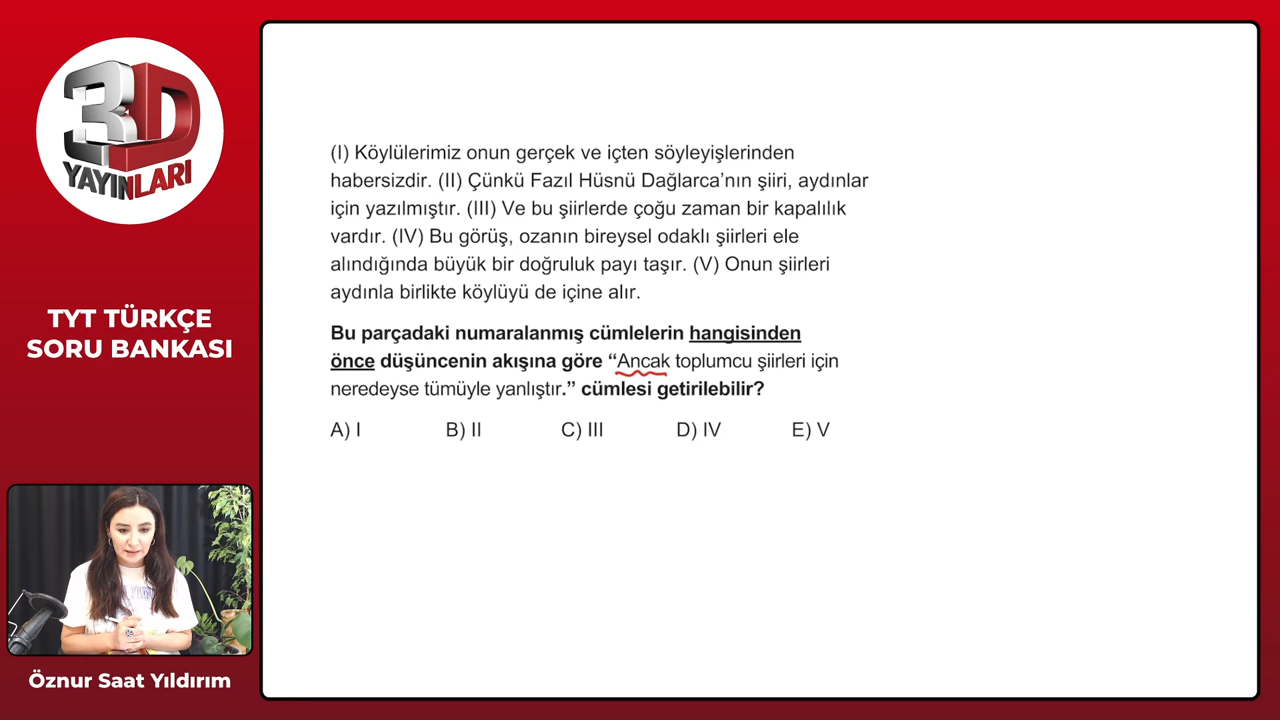 3D
YAYINLARI
TYT TÜRKÇE
SORU BANKASI
Öznur Saat Yıldırım
(I) Köylülerimiz onun gerçek ve içten söyleyişlerinden
habersizdir. (II) Çünkü Fazıl Hüsnü Dağlarca’nın şiiri, aydınlar
için yazılmıştır. (III) Ve bu şiirlerde çoğu zaman bir kapalılık
vardır. (IV) Bu görüş, ozanın bireysel odaklı şiirleri ele
alındığında büyük bir doğruluk payı taşır. (V) Onun şiirleri
aydınla birlikte köylüyü de içine alır.
Bu parçadaki numaralanmış cümlelerin hangisinden
önce düşüncenin akışına göre “Ancak toplumcu şiirleri için
neredeyse tümüyle yanlıştır.” cümlesi getirilebilir?
A) I B) II C) III D) IV E) V